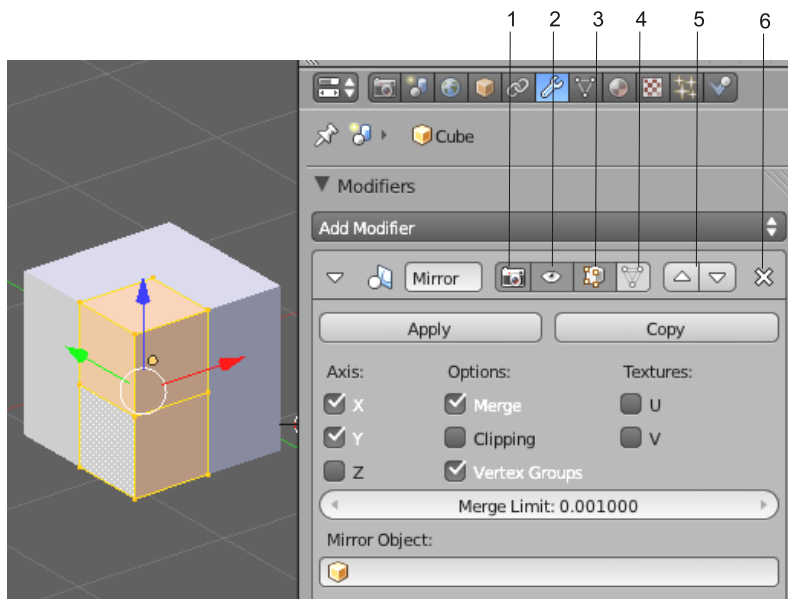 1 2 3 4 5 6
Cube
Modifiers
Add Modifier
Mirror
Apply Copy
Axis: Options: Textures:
X Merge U
Y Clipping V
Z Vertex Groups
Merge Limit: 0.001000
Mirror Object: